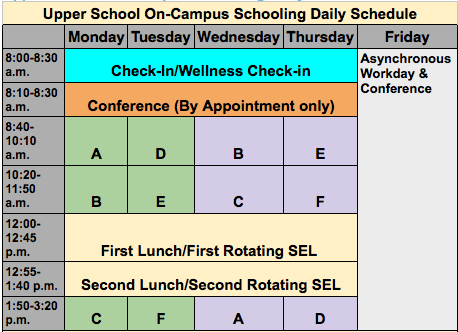 Upper School On-Campus Schooling Daily Schedule
Monday Tuesday Wednesday Thursday Friday
8:00-8:30
a.m.
Check-In/Wellness Check-in
Asynchronous
Workday &
Conference
8:10-8:30
a.m.
Conference (By Appointment only)
8:40-
10:10
a.m.
A D B E
10:20-
11:50
a.m.
B E C F
12:00-
12:45
p.m.
First Lunch/First Rotating SEL
12:55-
1:40 p.m.
Second Lunch/Second Rotating SEL
1:50-3:20
p.m.
C F A D